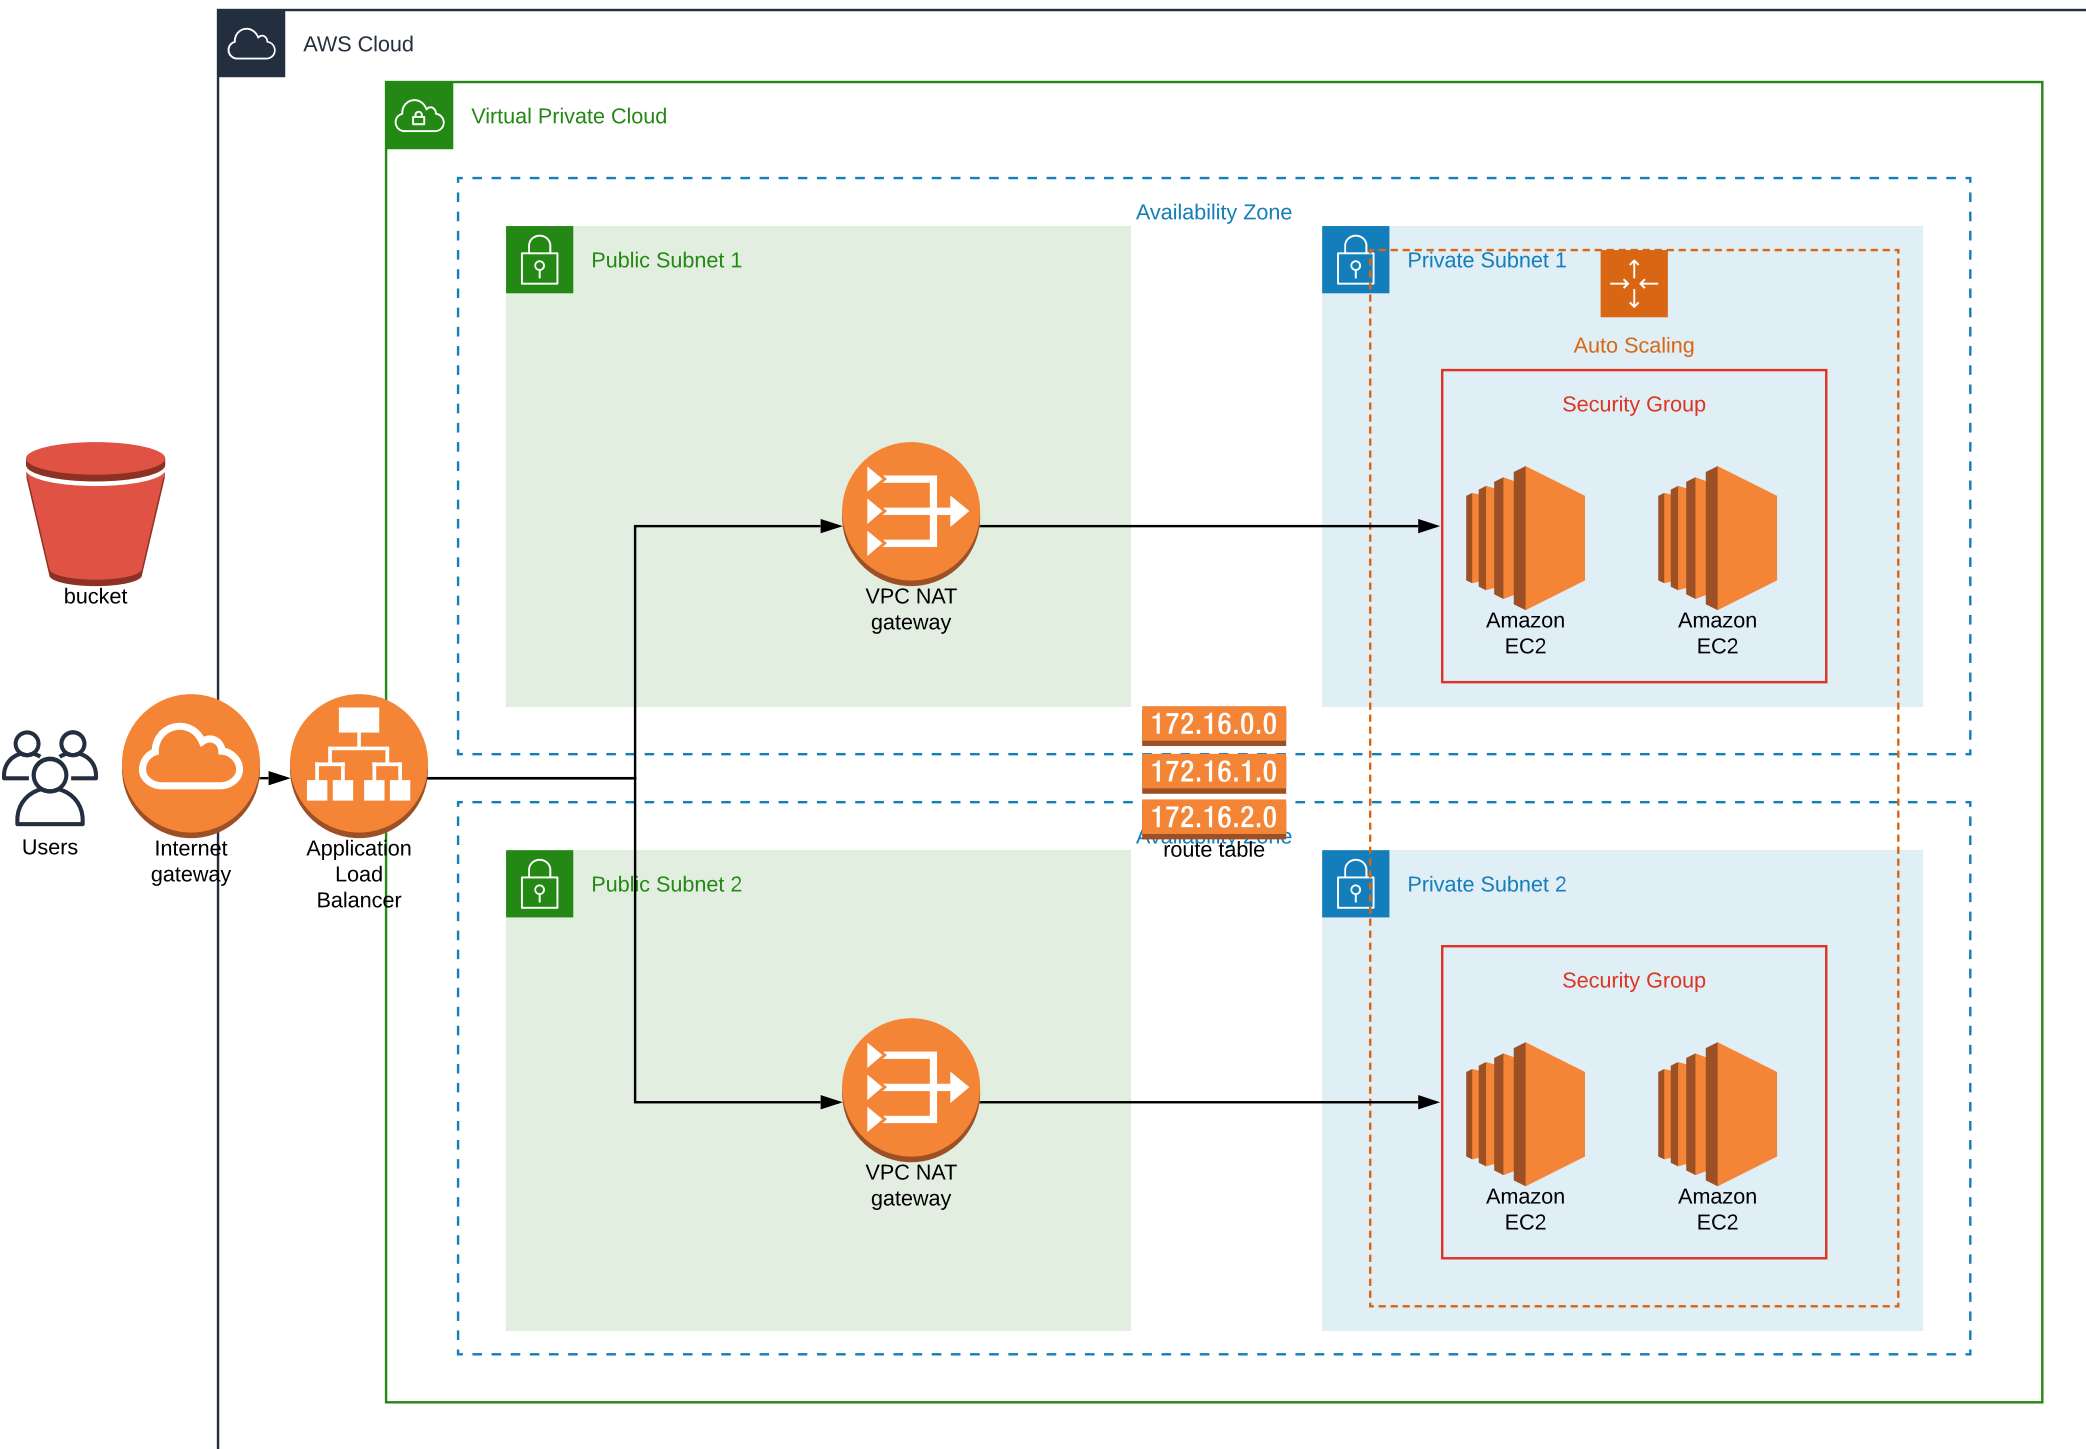 AWS Cloud
Virtual Private Cloud
Availability Zone
Public Subnet 1
Private Subnet 1
Auto Scaling
Security Group
bucket
VPC NAT
gateway
Amazon
EC2
Amazon
EC2
172.16.0.0
172.16.1.0
172.16.2.0
route table
Availability Zone
Users
Internet
gateway
Application
Load
Balancer
Public Subnet 2
Private Subnet 2
Security Group
VPC NAT
gateway
Amazon
EC2
Amazon
EC2